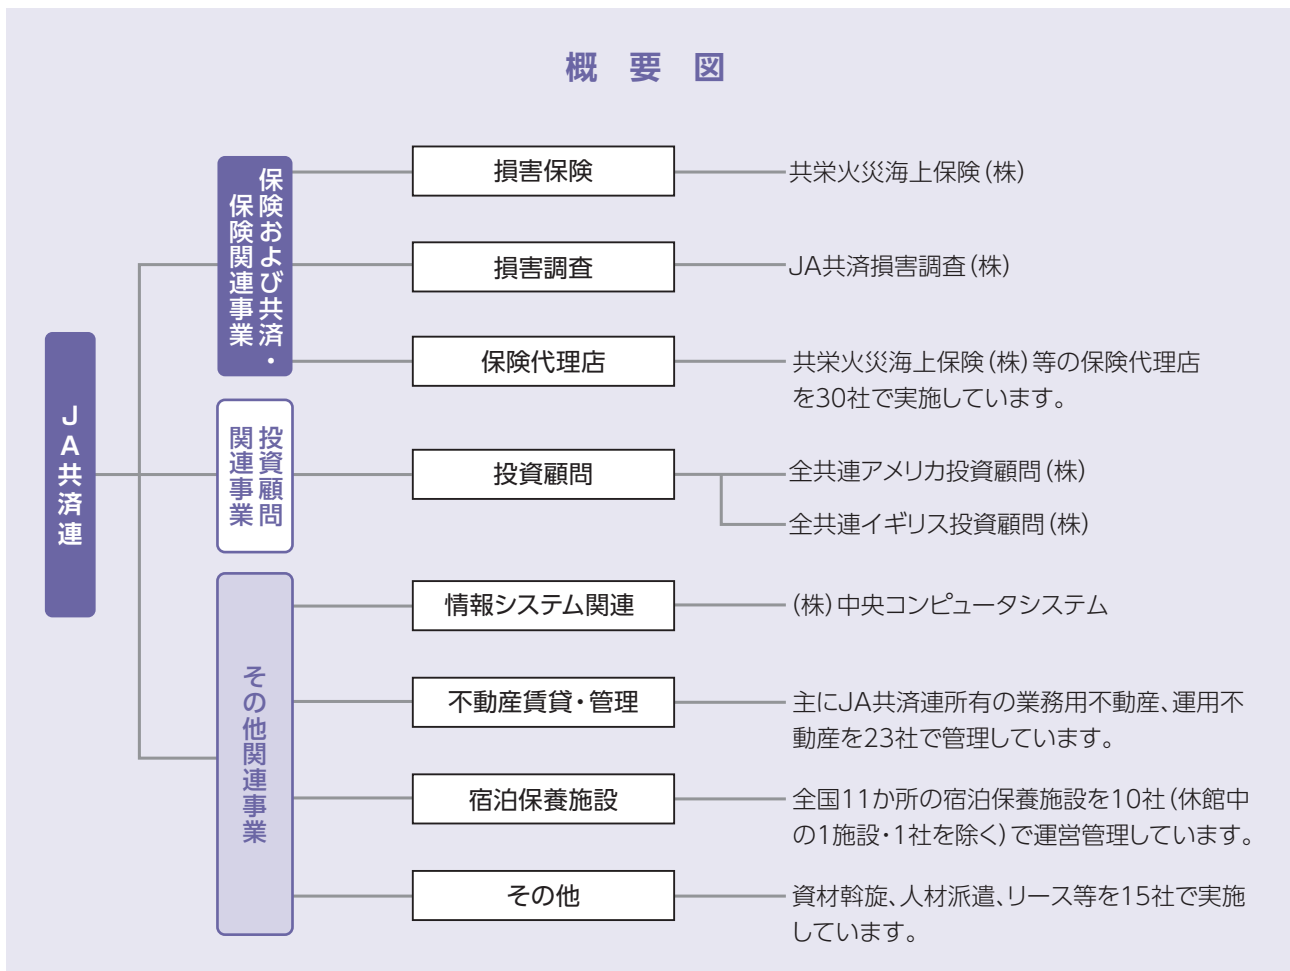 概要図
JA共済連
保険および共済・
保険関連事業
損害保険
共栄火災海上保険(株)
損害調査
JA共済損害調査(株)
保険代理店
共栄火災海上保険(株)等の保険代理店
を30社で実施しています。
投資顧問
関連事業
投資顧問
全共連アメリカ投資顧問(株)
全共連イギリス投資顧問(株)
その他関連事業
情報システム関連
(株)中央コンピュータシステム
不動産賃貸・管理
主にJA共済連所有の業務用不動産、運用不
動産を23社で管理しています。
宿泊保養施設
全国11か所の宿泊保養施設を10社(休館中
の1施設・1社を除く)で運営管理しています。
その他
資材斡旋、人材派遣、リース等を15社で実施
しています。